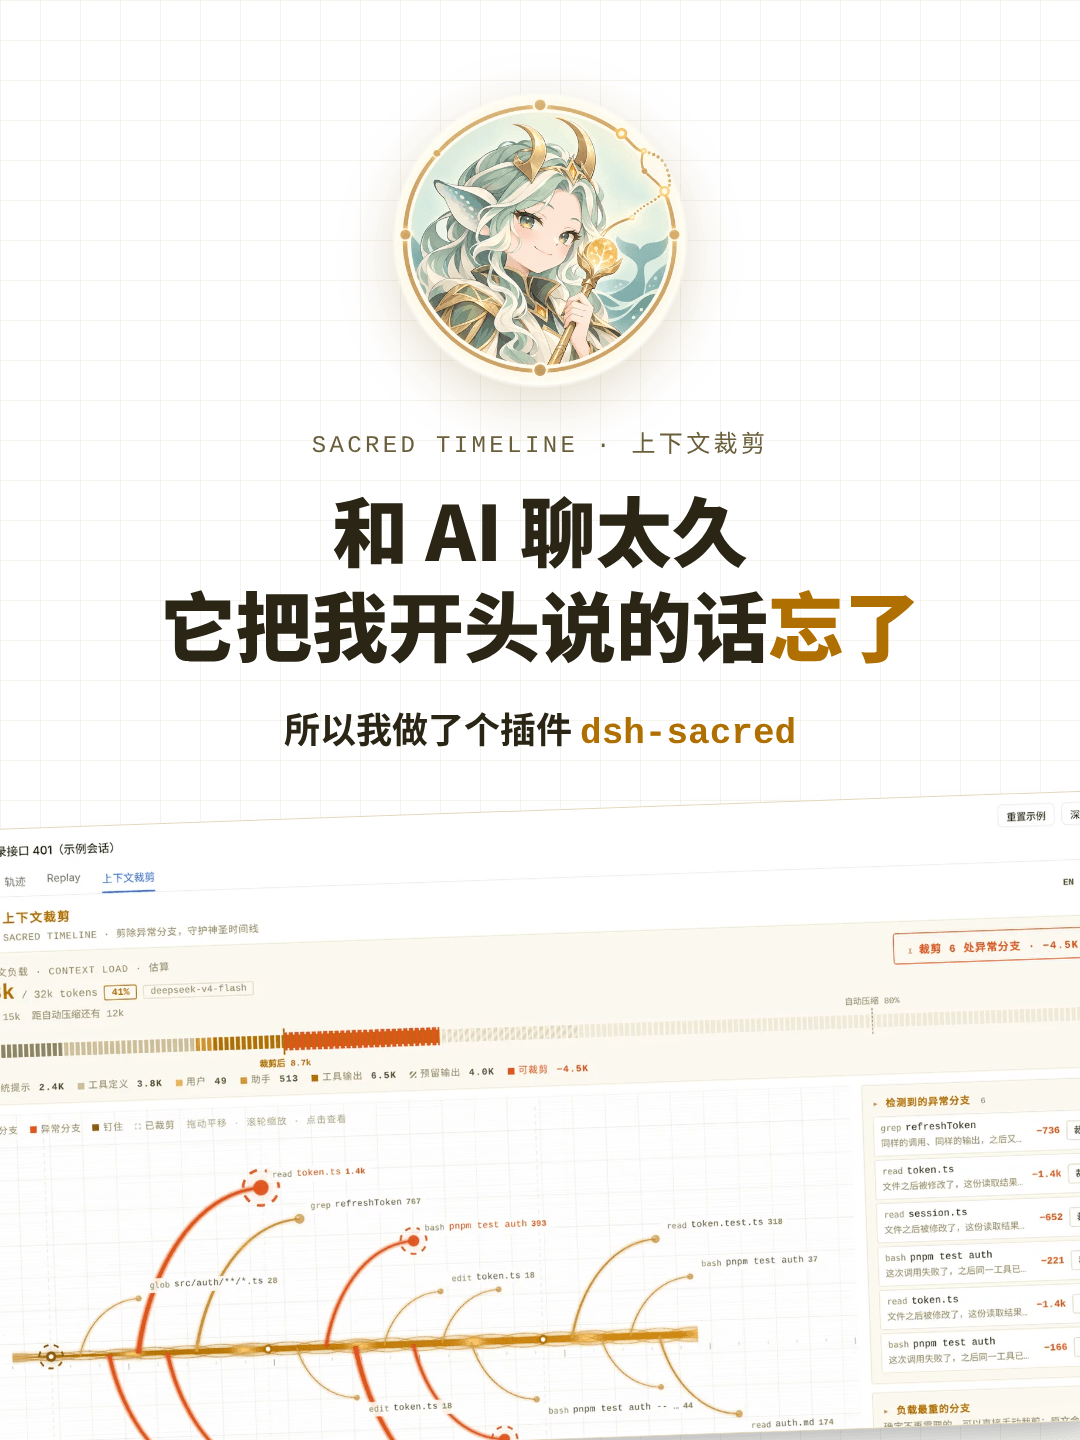 SACRED TIMELINE · 上下文裁剪
和 AI 聊太久
它把我开头说的话忘了
所以我做了个插件 dsh-sacred
录接口 401（示例会话）
重置示例
轨迹 Replay 上下文裁剪
EN
上下文裁剪
SACRED TIMELINE · 剪除异常分支，守护神圣时间线
文负载 · CONTEXT LOAD · 估算
k / 32k tokens 41% deepseek-v4-flash
15k 距自动压缩还有 12k
裁剪 6 处异常分支 · −4.5K
自动压缩 80%
裁剪后 8.7k
统提示 2.4K 工具定义 3.8K 用户 49 助手 513 工具输出 6.5K 预留输出 4.0K 可裁剪 −4.5K
分支 异常分支 钉住 已裁剪 拖动平移 · 滚轮缩放 · 点击查看
read token.ts 1.4k
grep refreshToken 767
bash pnpm test auth 393
read token.test.ts 318
bash pnpm test auth 37
glob src/auth/**/*.ts 28
edit token.ts 18
edit token.ts 18
bash pnpm test auth -- … 44
read auth.md 174
检测到的异常分支 6
grep refreshToken −736
同样的调用、同样的输出，之后又…
read token.ts −1.4k
文件之后被修改了，这份读取结果…
read session.ts −652
文件之后被修改了，这份读取结果…
bash pnpm test auth −221
这次调用失败了，之后同一工具已…
read token.ts −1.4k
文件之后被修改了，这份读取结果…
bash pnpm test auth −166
这次调用失败了，之后同一工具已…
负载最重的分支